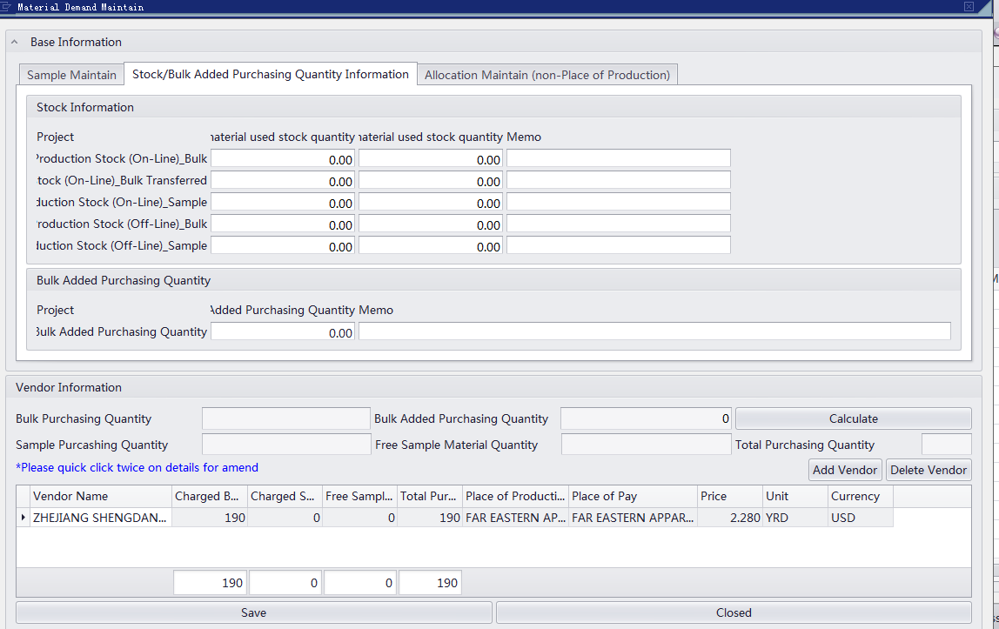 Material Demand Maintain
Base Information
Sample Maintain Stock/Bulk Added Purchasing Quantity Information Allocation Maintain (non-Place of Production)
Stock Information
Project material used stock quantity material used stock quantity Memo
Production Stock (On-Line)_Bulk 0.00 0.00
Stock (On-Line)_Bulk Transferred 0.00 0.00
duction Stock (On-Line)_Sample 0.00 0.00
Production Stock (Off-Line)_Bulk 0.00 0.00
duction Stock (Off-Line)_Sample 0.00 0.00
Bulk Added Purchasing Quantity
Project Added Purchasing Quantity Memo
Bulk Added Purchasing Quantity 0.00
Vendor Information
Bulk Purchasing Quantity Bulk Added Purchasing Quantity 0 Calculate
Sample Purcashing Quantity Free Sample Material Quantity Total Purchasing Quantity
*Please quick click twice on details for amend Add Vendor Delete Vendor
Vendor Name Charged B... Charged S... Free Sampl... Total Pur... Place of Producti... Place of Pay Price Unit Currency
ZHEJIANG SHENGDAN... 190 0 0 190 FAR EASTERN AP... FAR EASTERN APPAR... 2.280 YRD USD
190 0 0 190
Save Closed